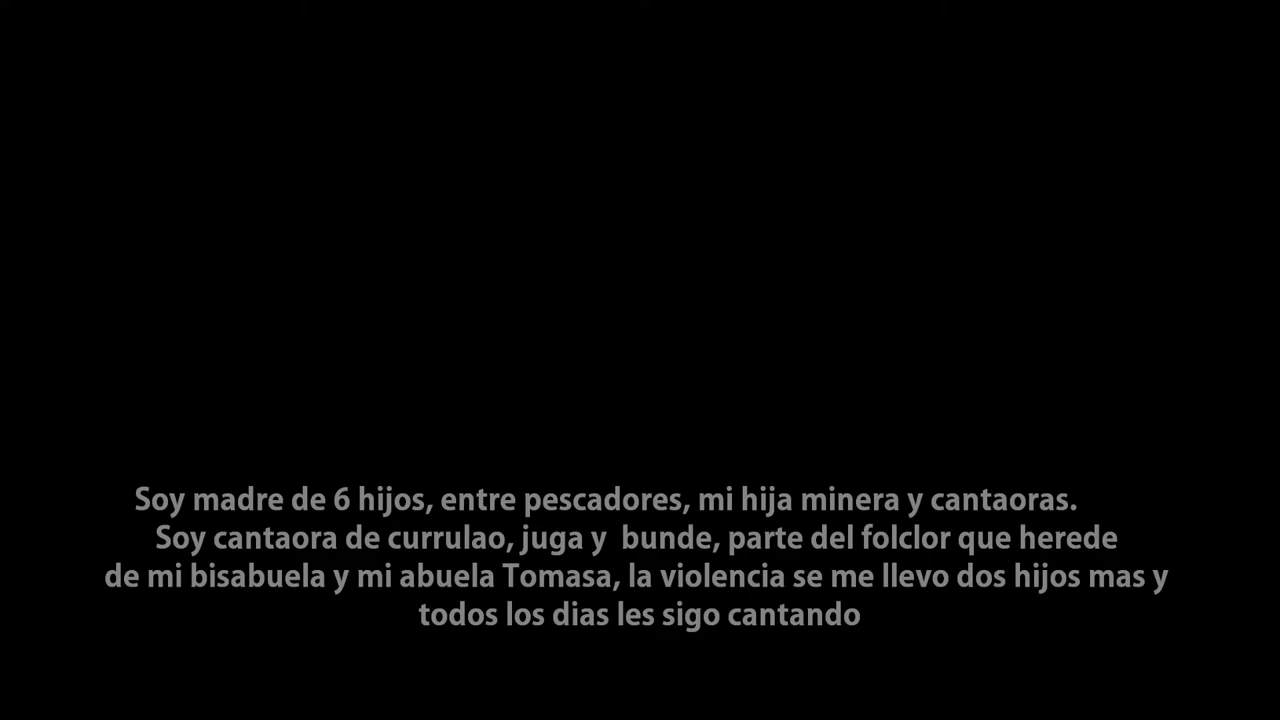 Soy madre de 6 hijos, entre pescadores, mi hija minera y cantaoras.
Soy cantaora de currulao, juga y  bunde, parte del folclor que herede
de mi bisabuela y mi abuela Tomasa, la violencia se me llevo dos hijos mas y
todos los dias les sigo cantando